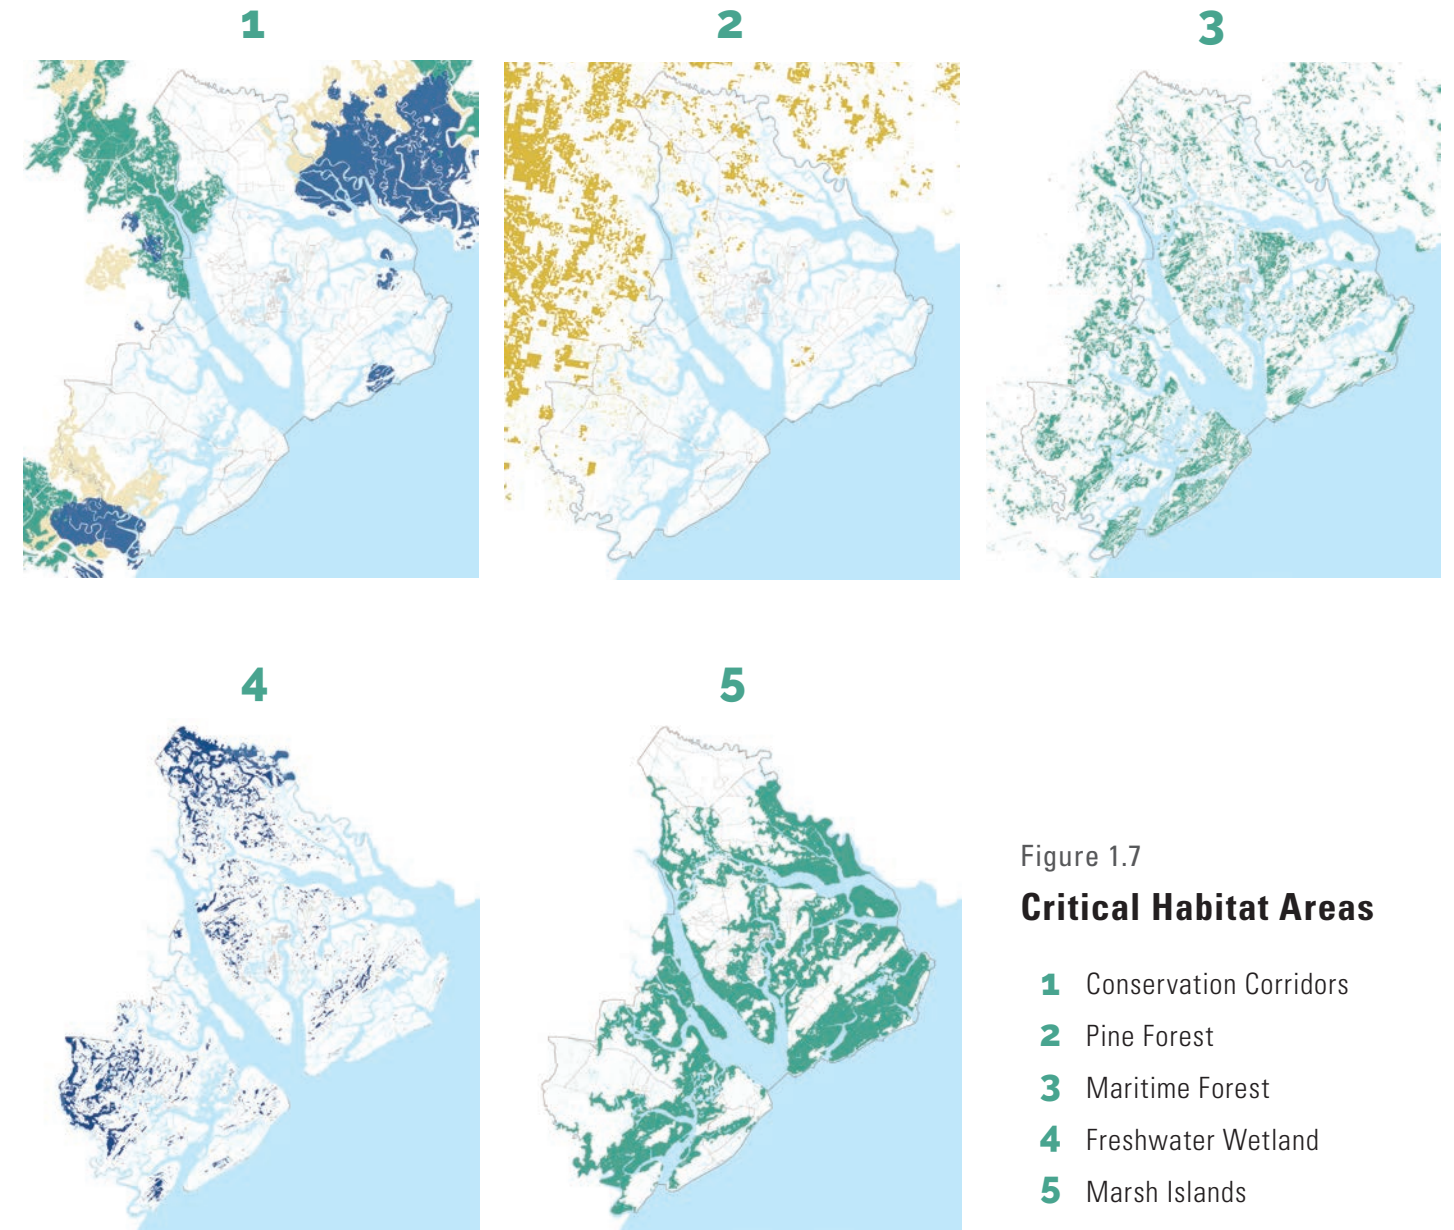 1
2
3
4
5
Figure 1.7
Critical Habitat Areas
1 Conservation Corridors
2 Pine Forest
3 Maritime Forest
4 Freshwater Wetland
5 Marsh Islands